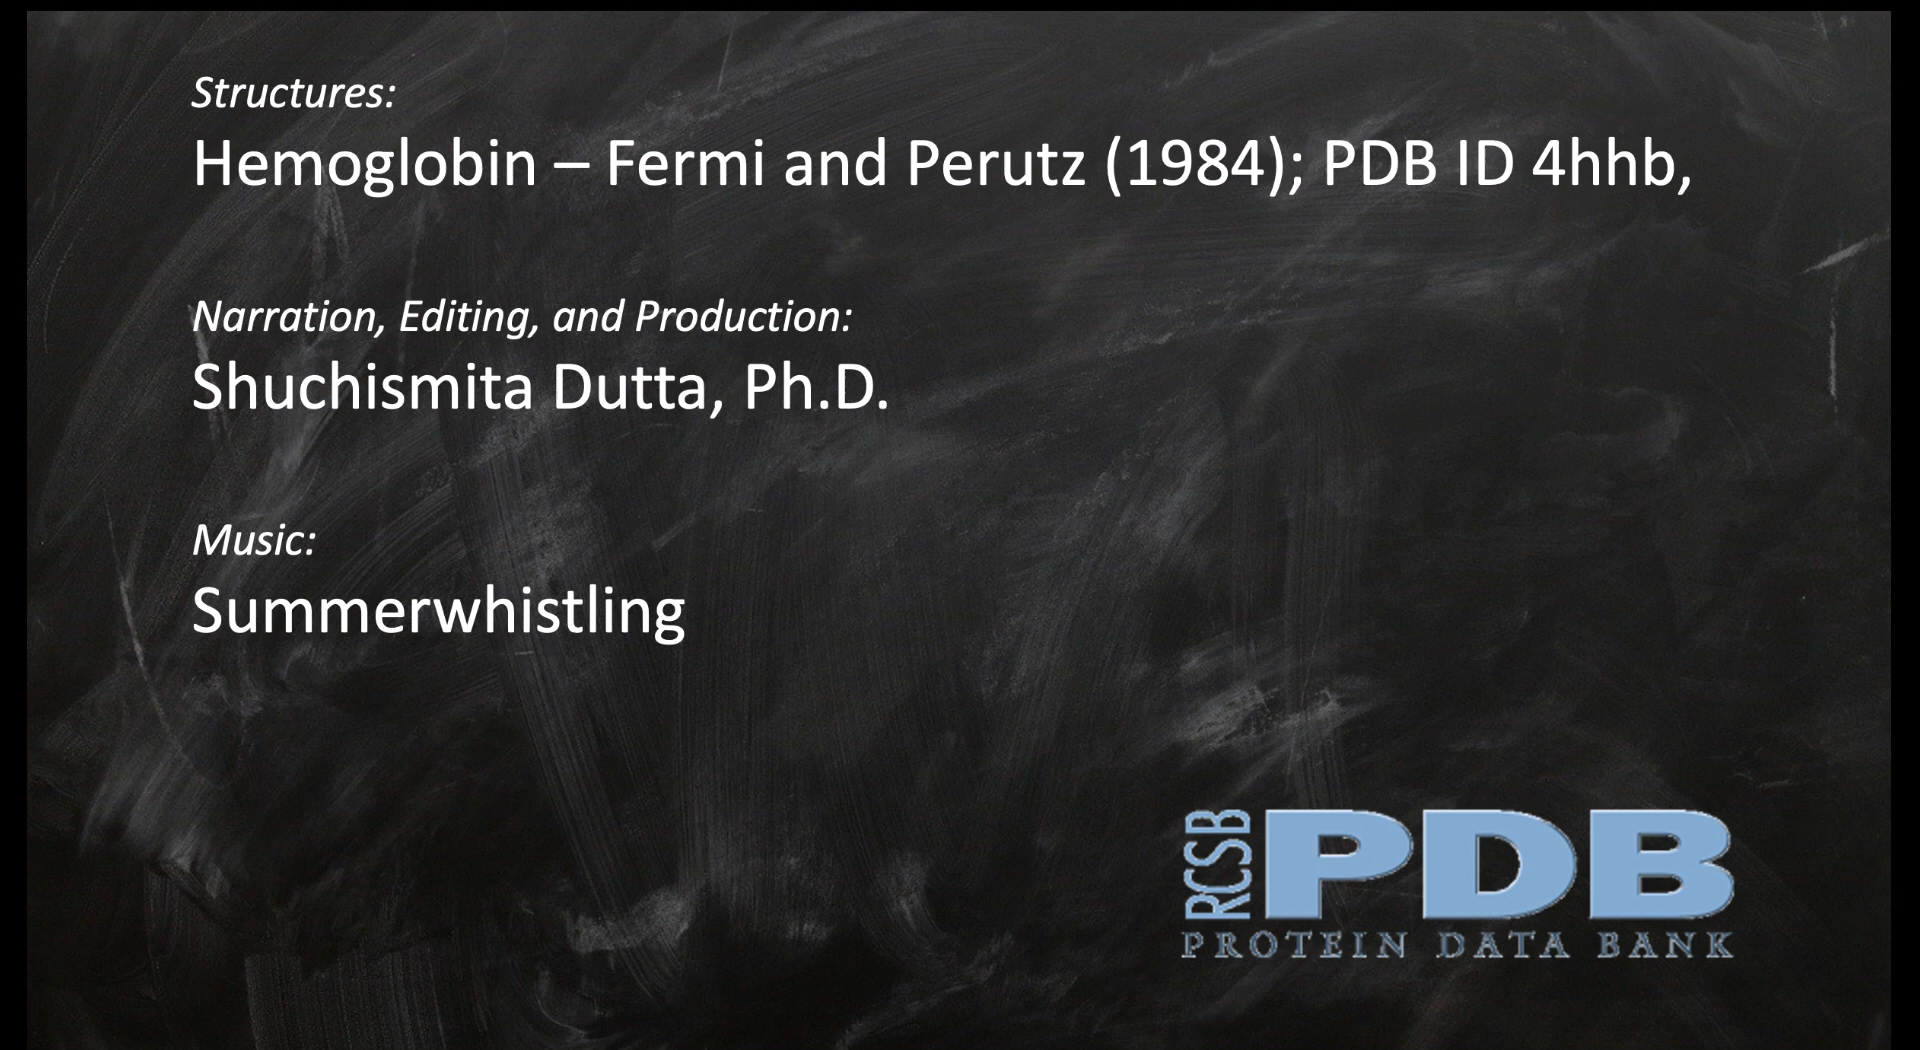 Structures:
Hemoglobin – Fermi and Perutz (1984); PDB ID 4hhb,
Narration, Editing, and Production:
Shuchismita Dutta, Ph.D.
Music:
Summerwhistling
RCSB PDB
PROTEIN DATA BANK